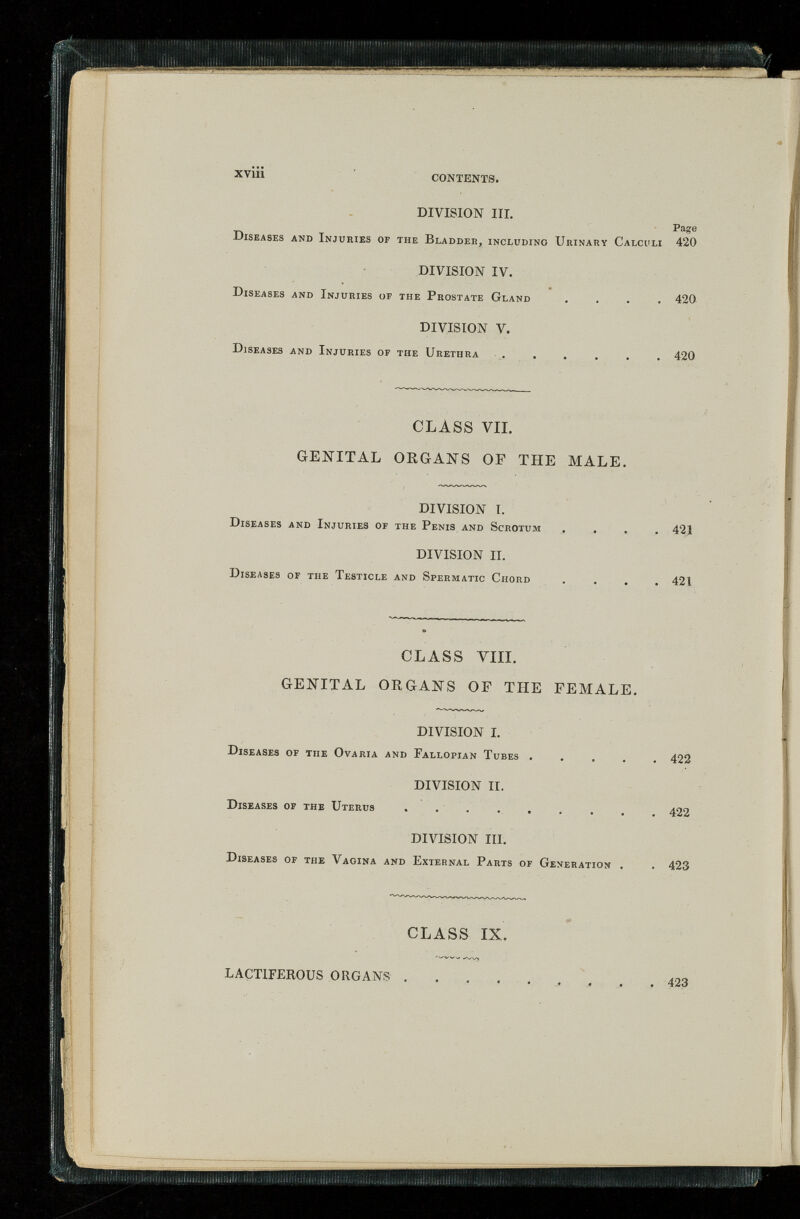 xviii CONTENTS.
DIVISION III.
Page
Diseases and Injuries of the Bladder, including Urinary Calculi 420
DIVISION IV.
Diseases and Injuries of the Prostate Gland . . . . 420
DIVISION V.
Diseases and Injuries of the Urethra . . . . . . 420
CLASS VII.
GENITAL ORGANS OF THE MALE.
DIVISION I.
Diseases and Injuries of the Penis and Scrotum . . . . 421
DIVISION II.
Diseases of the Testicle and Spermatic Chord . . . . 421
CLASS VIII.
GENITAL ORGANS OF THE FEMALE.
DIVISION I.
Diseases of the Ovaria and Fallopian Tubes . . . . . 422
DIVISION II.
Diseases of the Uterus . . . . . . . . . 422
DIVISION III.
Diseases of the Vagina and External Parts of Generation . . 423
CLASS IX.
LACTIFEROUS ORGANS . . . . . . . . . 423